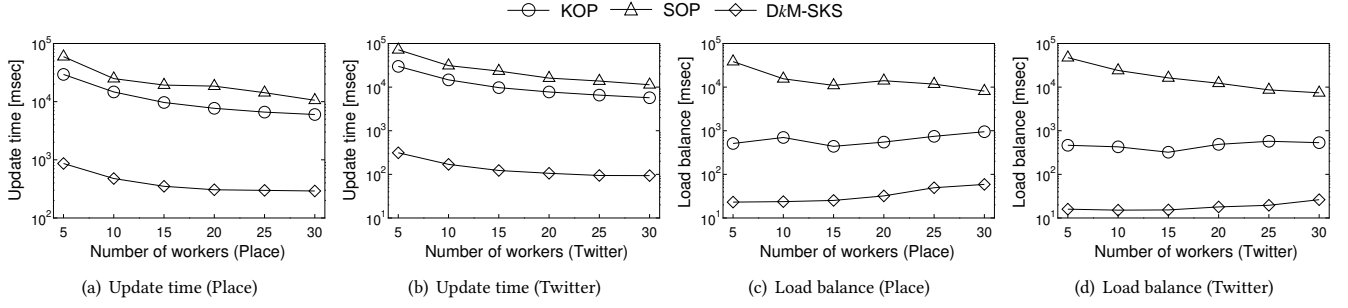 KOP SOP DkM-SKS
Update time [msec]
10^5
10^4
10^3
10^2
5 10 15 20 25 30
Number of workers (Place)
(a) Update time (Place)
Update time [msec]
10^5
10^4
10^3
10^2
10^1
5 10 15 20 25 30
Number of workers (Twitter)
(b) Update time (Twitter)
Load balance [msec]
10^5
10^4
10^3
10^2
10^1
5 10 15 20 25 30
Number of workers (Place)
(c) Load balance (Place)
Load balance [msec]
10^5
10^4
10^3
10^2
10^1
5 10 15 20 25 30
Number of workers (Twitter)
(d) Load balance (Twitter)